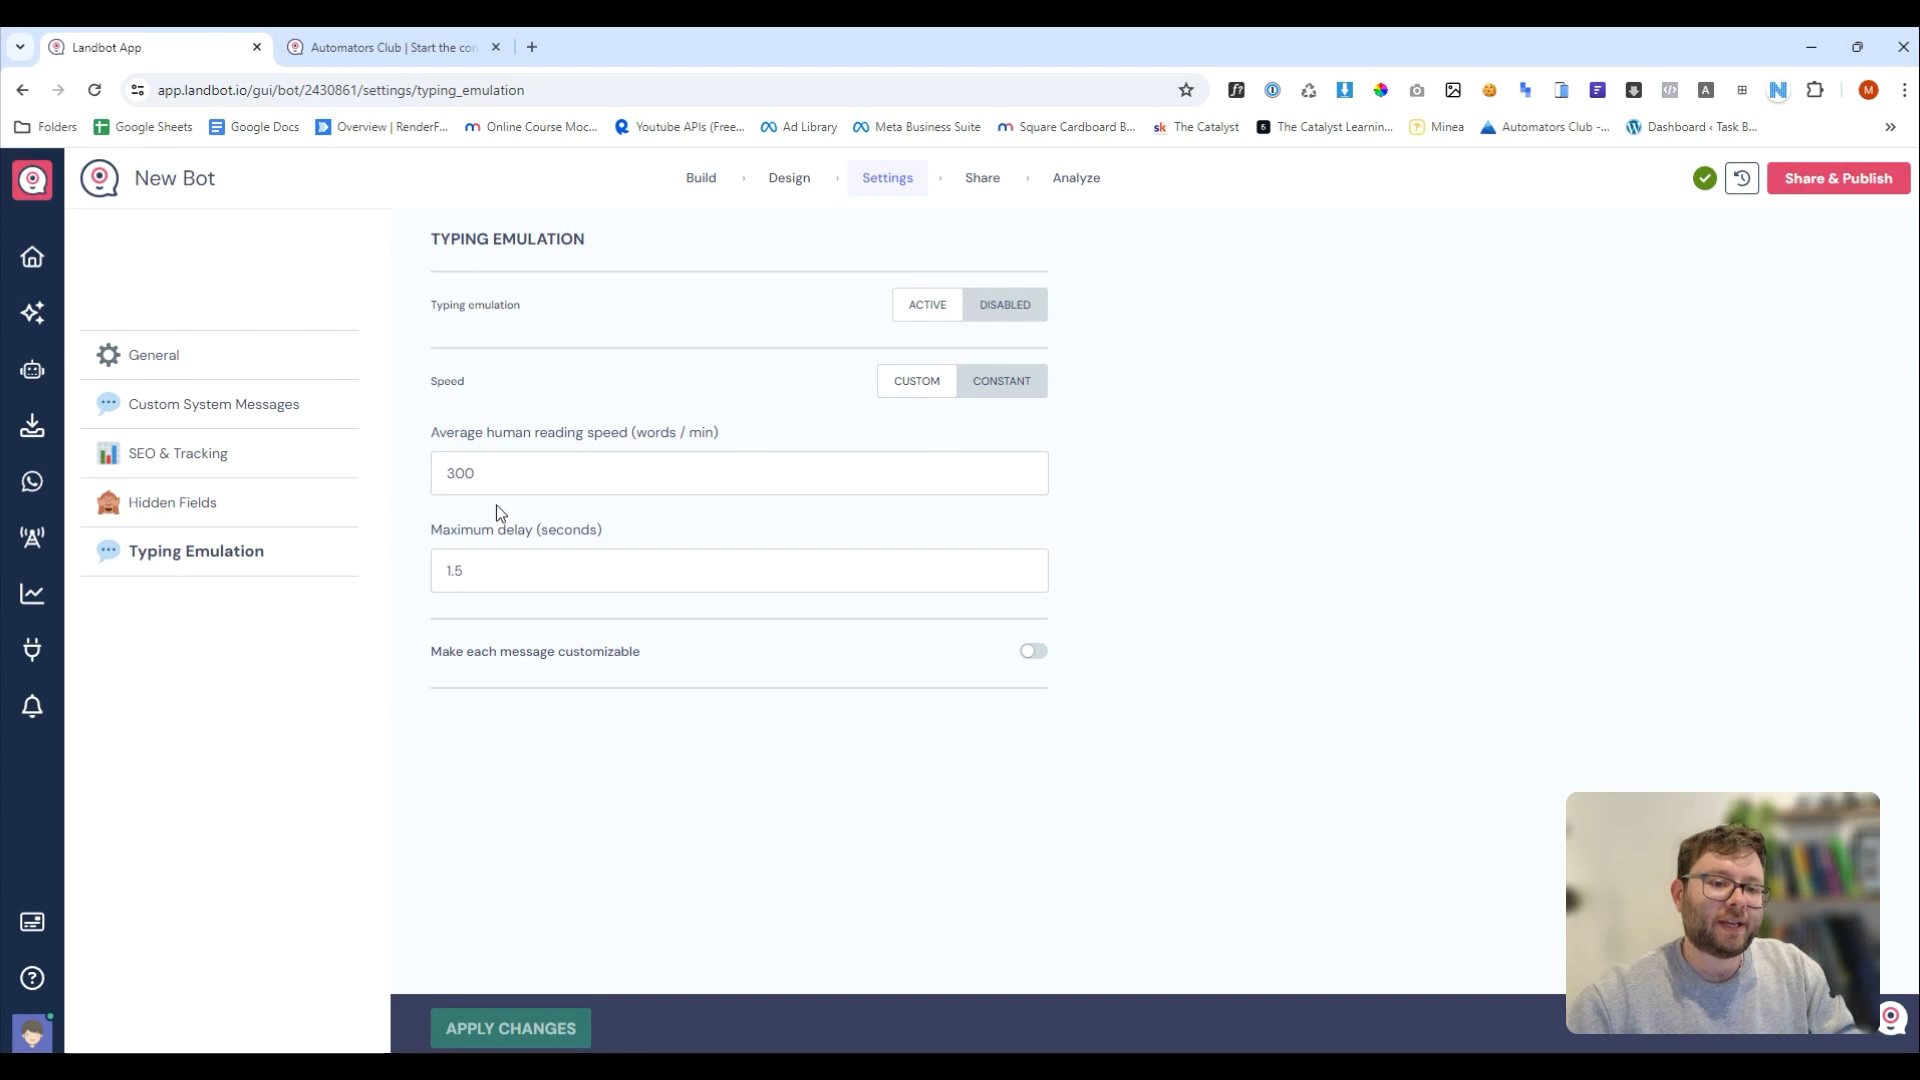 Landbot App
Automators Club | Start the con
app.landbot.io/gui/bot/2430861/settings/typing_emulation
Folders
Google Sheets
Google Docs
Overview | RenderF...
Online Course Moc...
Youtube APIs (Free...
Ad Library
Meta Business Suite
Square Cardboard B...
The Catalyst
The Catalyst Learnin...
Minea
Automators Club -...
Dashboard ‹ Task B...
New Bot
Build
Design
Settings
Share
Analyze
Share & Publish
General
Custom System Messages
SEO & Tracking
Hidden Fields
Typing Emulation
TYPING EMULATION
Typing emulation
ACTIVE
DISABLED
Speed
CUSTOM
CONSTANT
Average human reading speed (words / min)
300
Maximum delay (seconds)
1.5
Make each message customizable
APPLY CHANGES